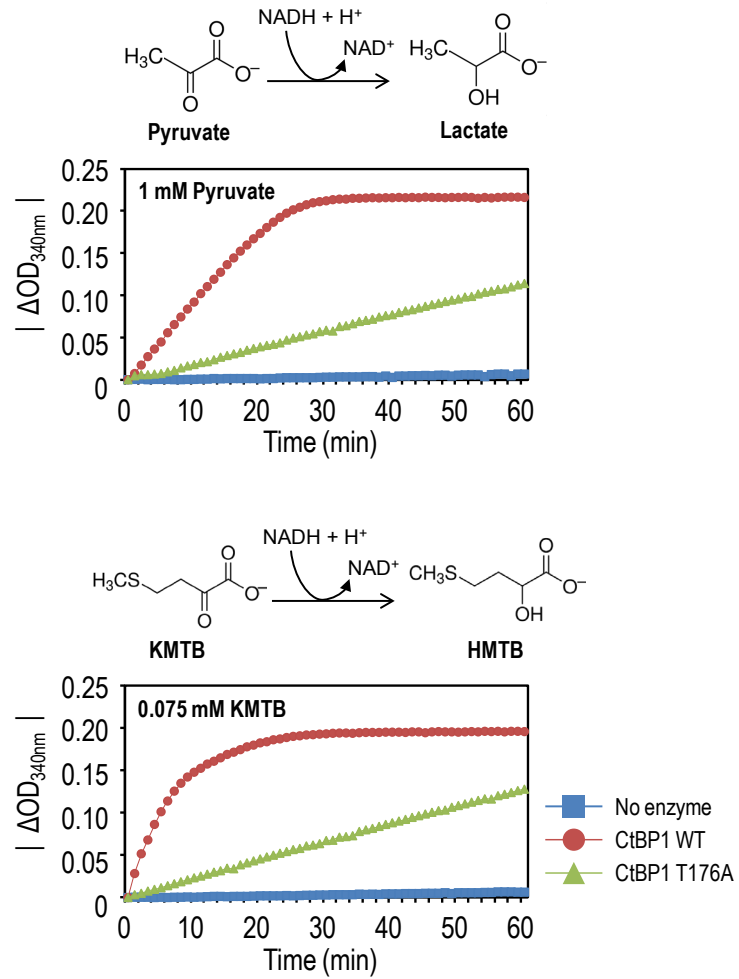 NADH + H⁺
NAD⁺
H₃C
O
O⁻
O
H₃C
O
O⁻
OH
Pyruvate
Lactate
1 mM Pyruvate
| ΔOD₃₄₀nm |
0.25
0.20
0.15
0.10
0.05
0
0 10 20 30 40 50 60
Time (min)
NADH + H⁺
NAD⁺
H₃CS
O
O⁻
O
CH₃S
O
O⁻
OH
KMTB
HMTB
0.075 mM KMTB
| ΔOD₃₄₀nm |
0.25
0.20
0.15
0.10
0.05
0
0 10 20 30 40 50 60
Time (min)
No enzyme
CtBP1 WT
CtBP1 T176A